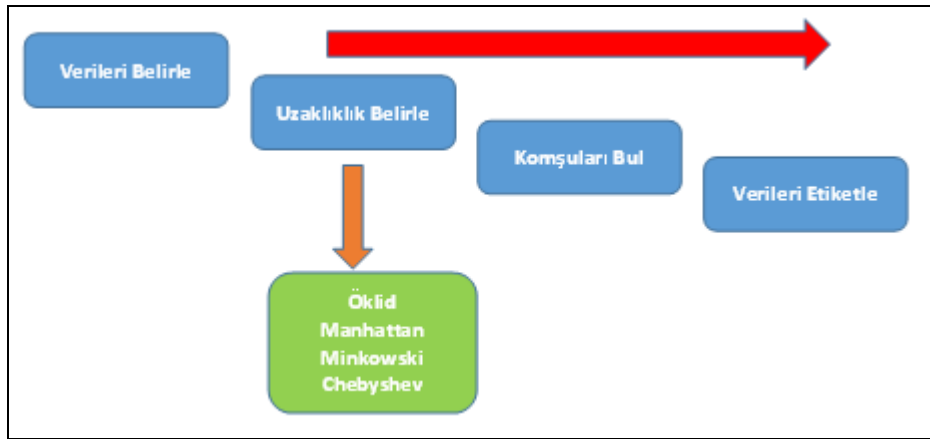 Verileri Belirle
Uzaklıklık Belirle
Komşuları Bul
Verileri Etiketle
Öklid
Manhattan
Minkowski
Chebyshev